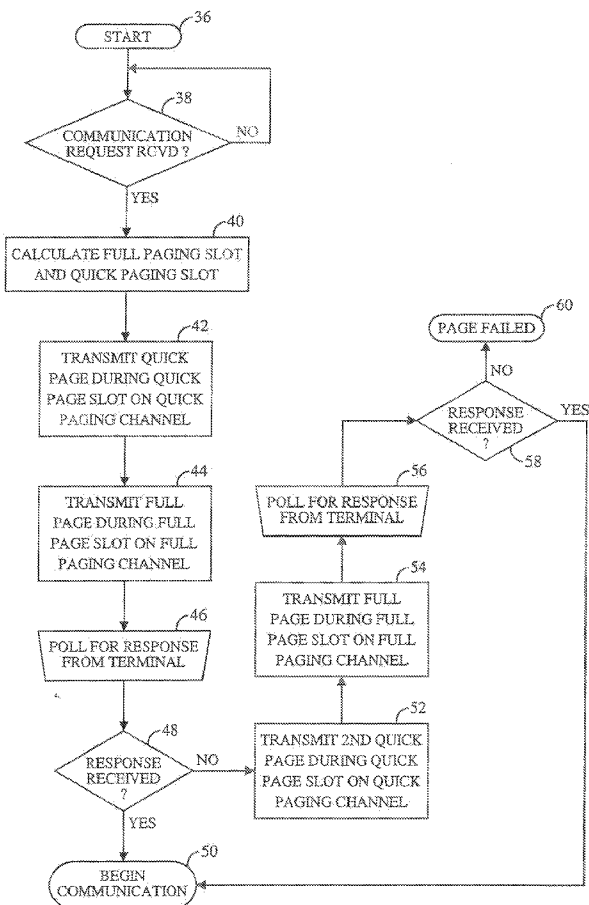 36
START
38
COMMUNICATION
REQUEST RCVD ?
NO
YES
40
CALCULATE FULL PAGING SLOT
AND QUICK PAGING SLOT
42
TRANSMIT QUICK
PAGE DURING QUICK
PAGE SLOT ON QUICK
PAGING CHANNEL
44
TRANSMIT FULL
PAGE DURING FULL
PAGE SLOT ON FULL
PAGING CHANNEL
46
POLL FOR RESPONSE
FROM TERMINAL
48
RESPONSE
RECEIVED
?
NO
YES
50
BEGIN
COMMUNICATION
52
TRANSMIT 2ND QUICK
PAGE DURING QUICK
PAGE SLOT ON QUICK
PAGING CHANNEL
54
TRANSMIT FULL
PAGE DURING FULL
PAGE SLOT ON FULL
PAGING CHANNEL
56
POLL FOR RESPONSE
FROM TERMINAL
58
RESPONSE
RECEIVED
?
YES
NO
60
PAGE FAILED